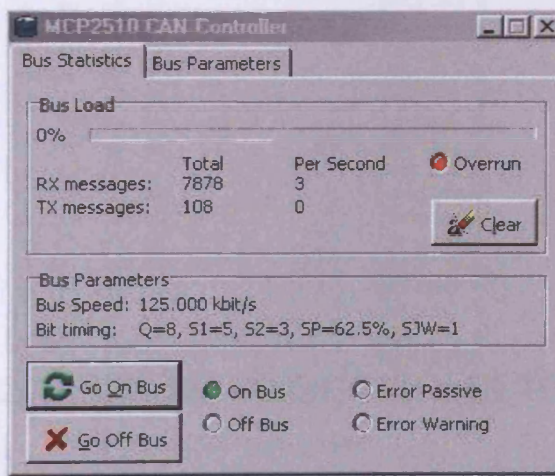 MCP2510 CAN Controller
Bus Statistics Bus Parameters
Bus Load
0%
Total Per Second Overrun
RX messages: 7878 3
TX messages: 108 0
Clear
Bus Parameters
Bus Speed: 125.000 kbit/s
Bit timing: Q=8, S1=5, S2=3, SP=62.5%, SJW=1
Go On Bus On Bus Error Passive
Go Off Bus Off Bus Error Warning